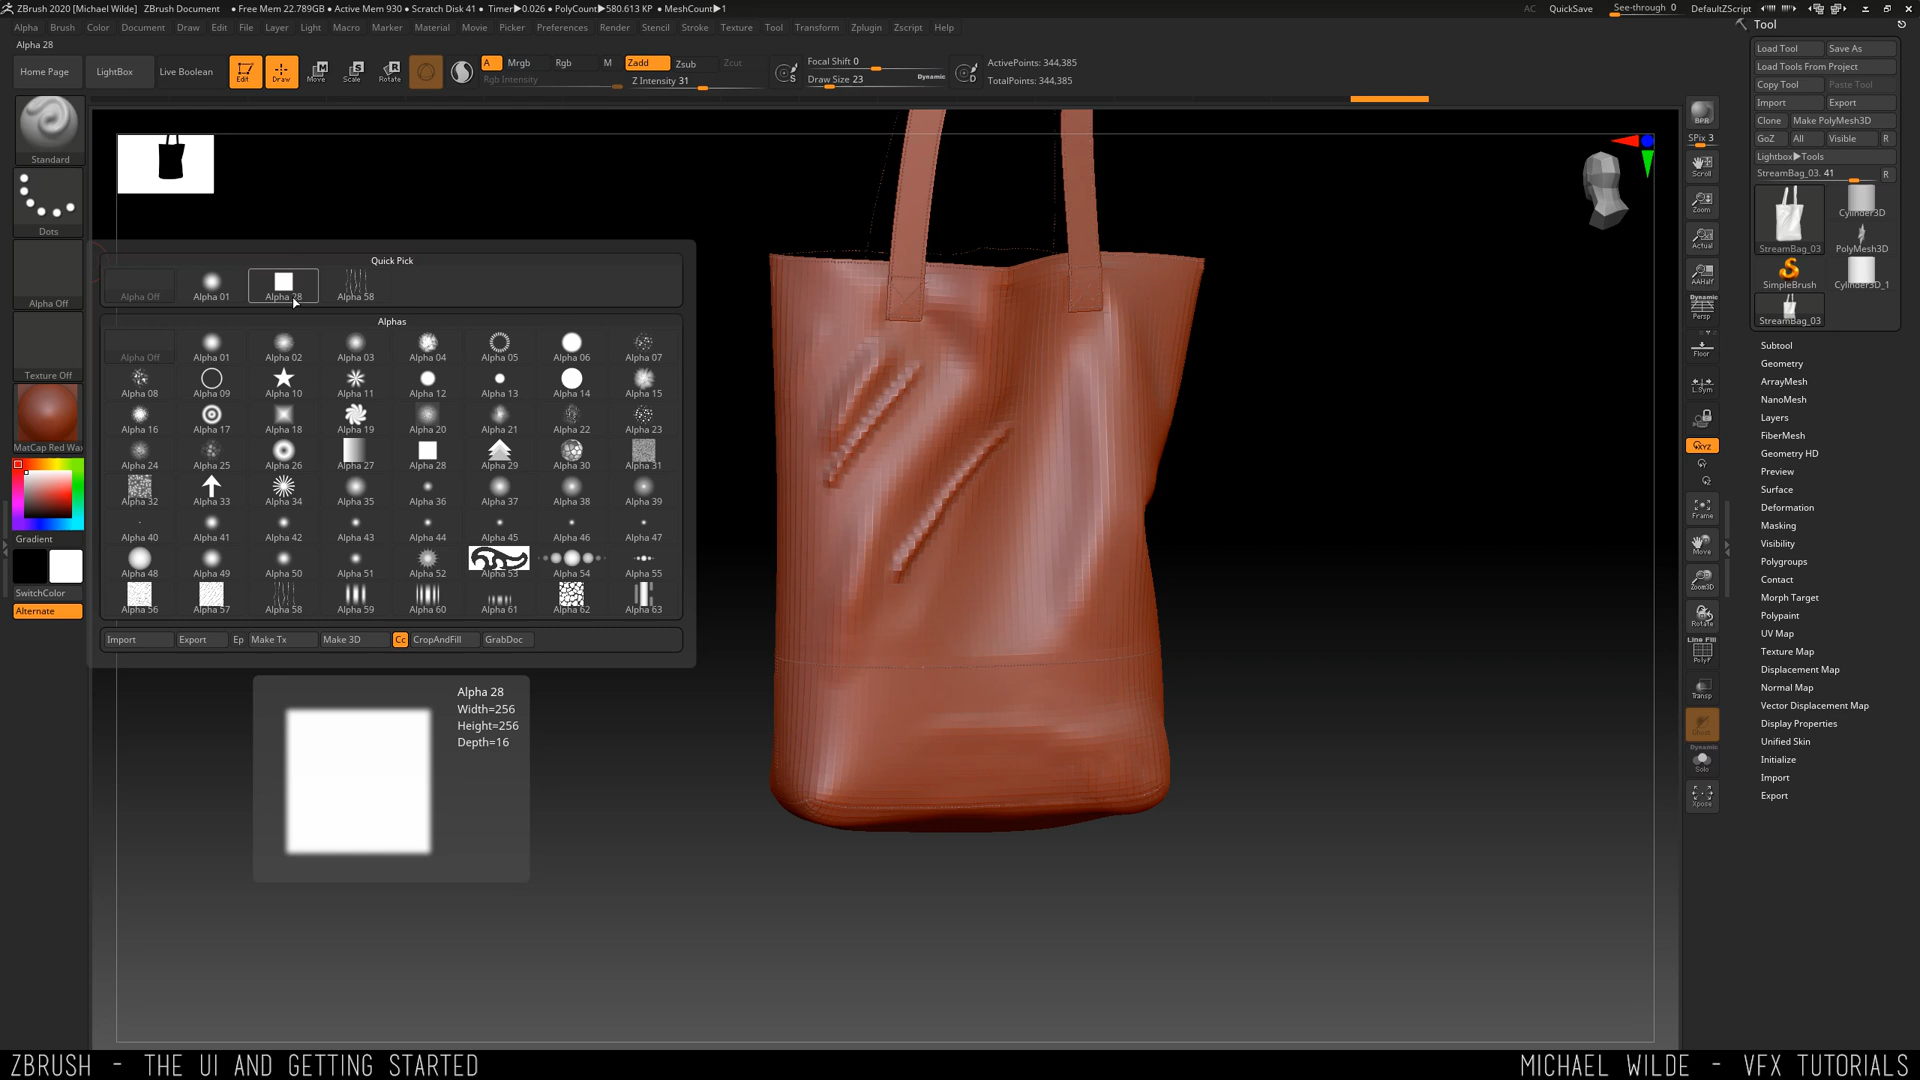 ZBrush 2020 [Michael Wilde] ZBrush Document • Free Mem 22.789GB • Active Mem 930 • Scratch Disk 41 • Timer▶0.026 • PolyCount▶580.613 KP • MeshCount▶1 AC QuickSave See-through 0 DefaultZScript
Alpha Brush Color Document Draw Edit File Layer Light Macro Marker Material Movie Picker Preferences Render Stencil Stroke Texture Tool Transform Zplugin Zscript Help
Alpha 28
Home Page LightBox Live Boolean Edit Draw Move Scale Rotate A Mrgb Rgb M Zadd Zsub Zcut
Rgb Intensity Z Intensity 31
Focal Shift 0
Draw Size 23 Dynamic
S D
ActivePoints: 344,385
TotalPoints: 344,385
Standard
Dots
Alpha Off
Texture Off
MatCap Red Wax
Gradient
SwitchColor
Alternate
Quick Pick
Alpha Off Alpha 01 Alpha 28 Alpha 58
Alphas
Alpha Off Alpha 01 Alpha 02 Alpha 03 Alpha 04 Alpha 05 Alpha 06 Alpha 07
Alpha 08 Alpha 09 Alpha 10 Alpha 11 Alpha 12 Alpha 13 Alpha 14 Alpha 15
Alpha 16 Alpha 17 Alpha 18 Alpha 19 Alpha 20 Alpha 21 Alpha 22 Alpha 23
Alpha 24 Alpha 25 Alpha 26 Alpha 27 Alpha 28 Alpha 29 Alpha 30 Alpha 31
Alpha 32 Alpha 33 Alpha 34 Alpha 35 Alpha 36 Alpha 37 Alpha 38 Alpha 39
Alpha 40 Alpha 41 Alpha 42 Alpha 43 Alpha 44 Alpha 45 Alpha 46 Alpha 47
Alpha 48 Alpha 49 Alpha 50 Alpha 51 Alpha 52 Alpha 53 Alpha 54 Alpha 55
Alpha 56 Alpha 57 Alpha 58 Alpha 59 Alpha 60 Alpha 61 Alpha 62 Alpha 63
Import Export Ep Make Tx Make 3D Cc CropAndFill GrabDoc
Alpha 28
Width=256
Height=256
Depth=16
BPR
SPix 3
Scroll
Zoom
Actual
AAHalf
Dynamic
Persp
Floor
L.Sym
XYZ
Frame
Move
Zoom3D
Rotate
Line Fill
PolyF
Transp
Ghost
Dynamic
Solo
Xpose
Tool
Load Tool Save As
Load Tools From Project
Copy Tool Paste Tool
Import Export
Clone Make PolyMesh3D
GoZ All Visible R
Lightbox▶Tools
StreamBag_03. 41 R
StreamBag_03 Cylinder3D
PolyMesh3D
SimpleBrush Cylinder3D_1
StreamBag_03
Subtool
Geometry
ArrayMesh
NanoMesh
Layers
FiberMesh
Geometry HD
Preview
Surface
Deformation
Masking
Visibility
Polygroups
Contact
Morph Target
Polypaint
UV Map
Texture Map
Displacement Map
Normal Map
Vector Displacement Map
Display Properties
Unified Skin
Initialize
Import
Export
ZBRUSH - THE UI AND GETTING STARTED
MICHAEL WILDE - VFX TUTORIALS